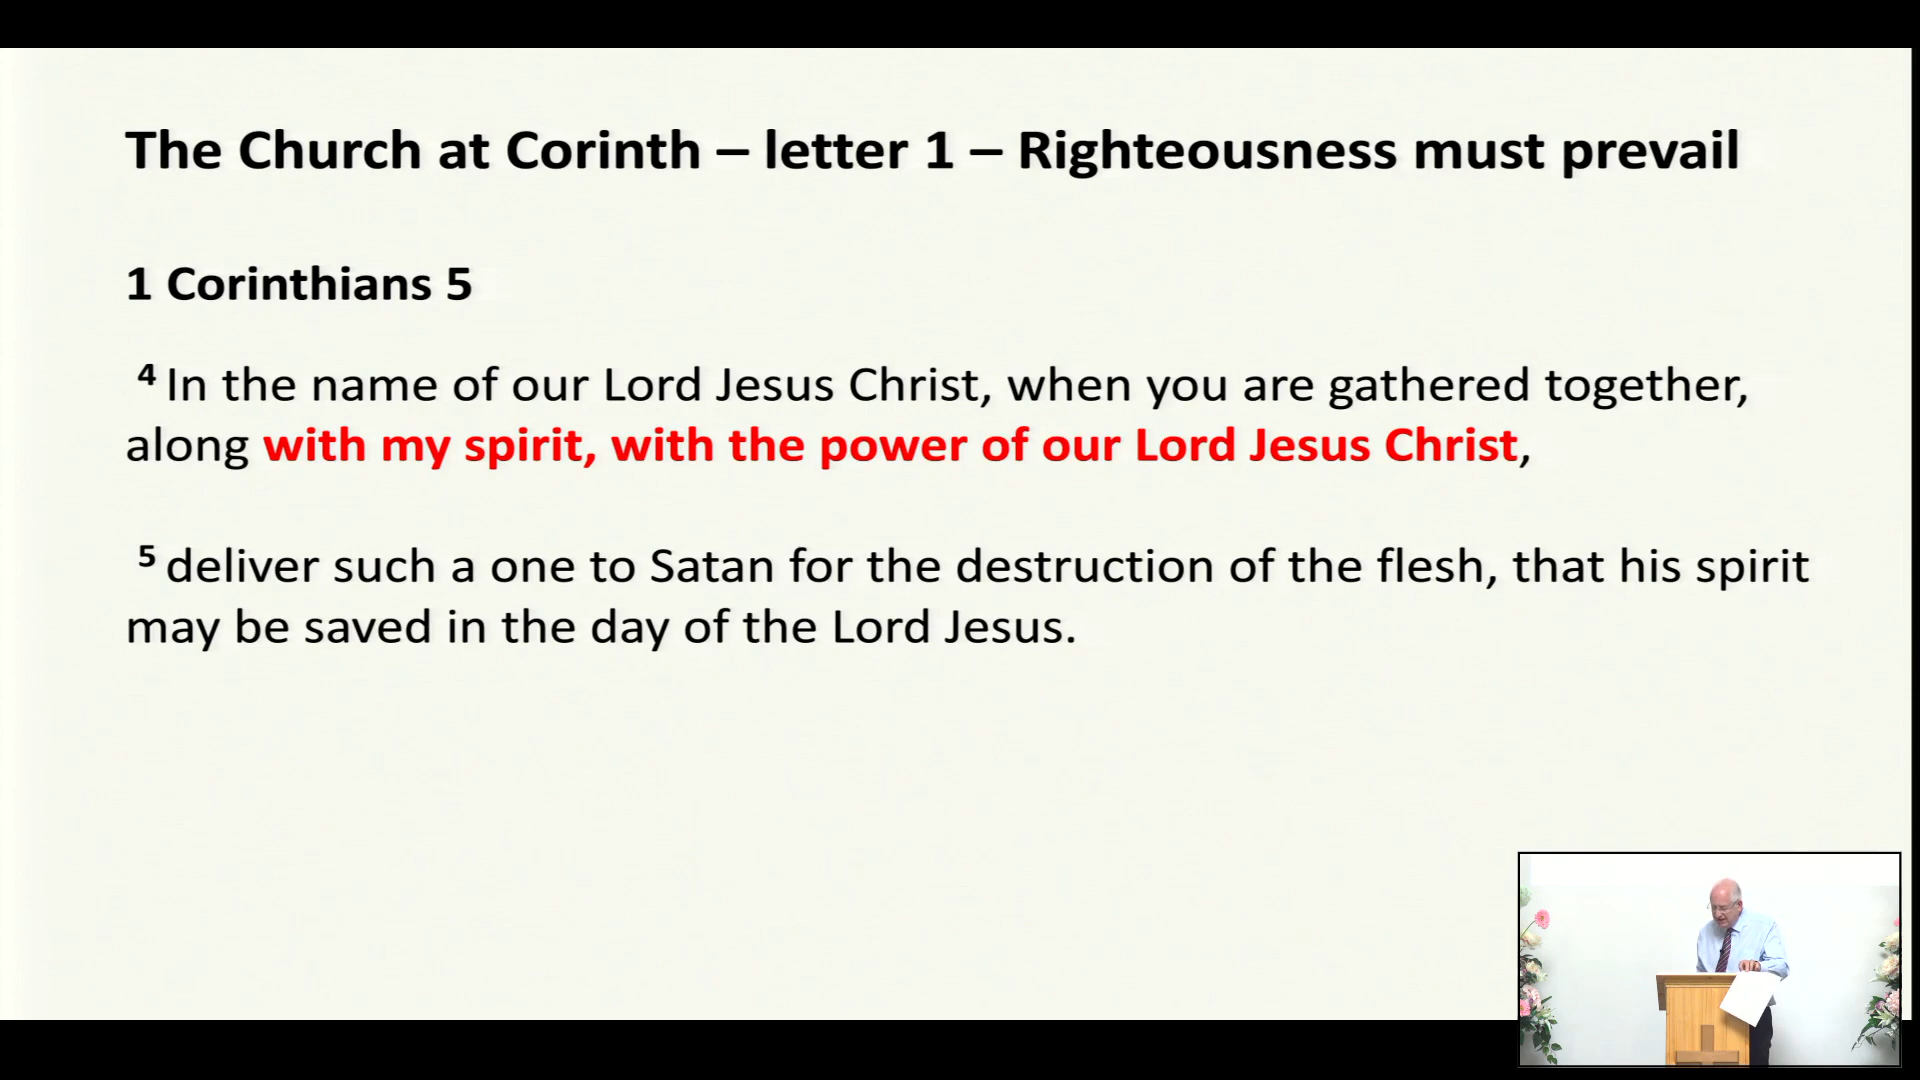 The Church at Corinth – letter 1 – Righteousness must prevail
1 Corinthians 5
⁴ In the name of our Lord Jesus Christ, when you are gathered together,
along with my spirit, with the power of our Lord Jesus Christ,
⁵ deliver such a one to Satan for the destruction of the flesh, that his spirit
may be saved in the day of the Lord Jesus.